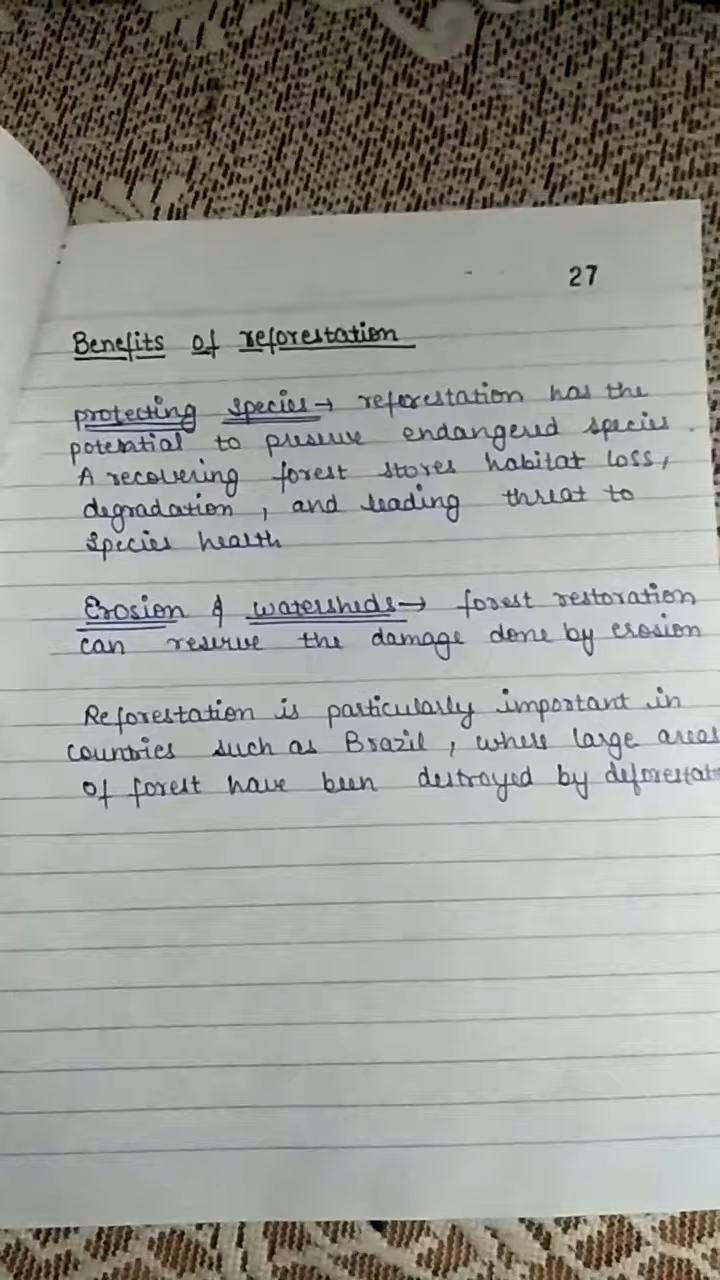 27
Benefits of reforestation
protecting species → reforestation has the
potential to preserve endangered species.
A recovering forest stores habitat loss,
degradation, and leading threat to
species health
Erosion & watersheds → forest restoration
can reserve the damage done by erosion
Reforestation is particularly important in
countries such as Brazil, where large areas
of forest have been destroyed by deforestat